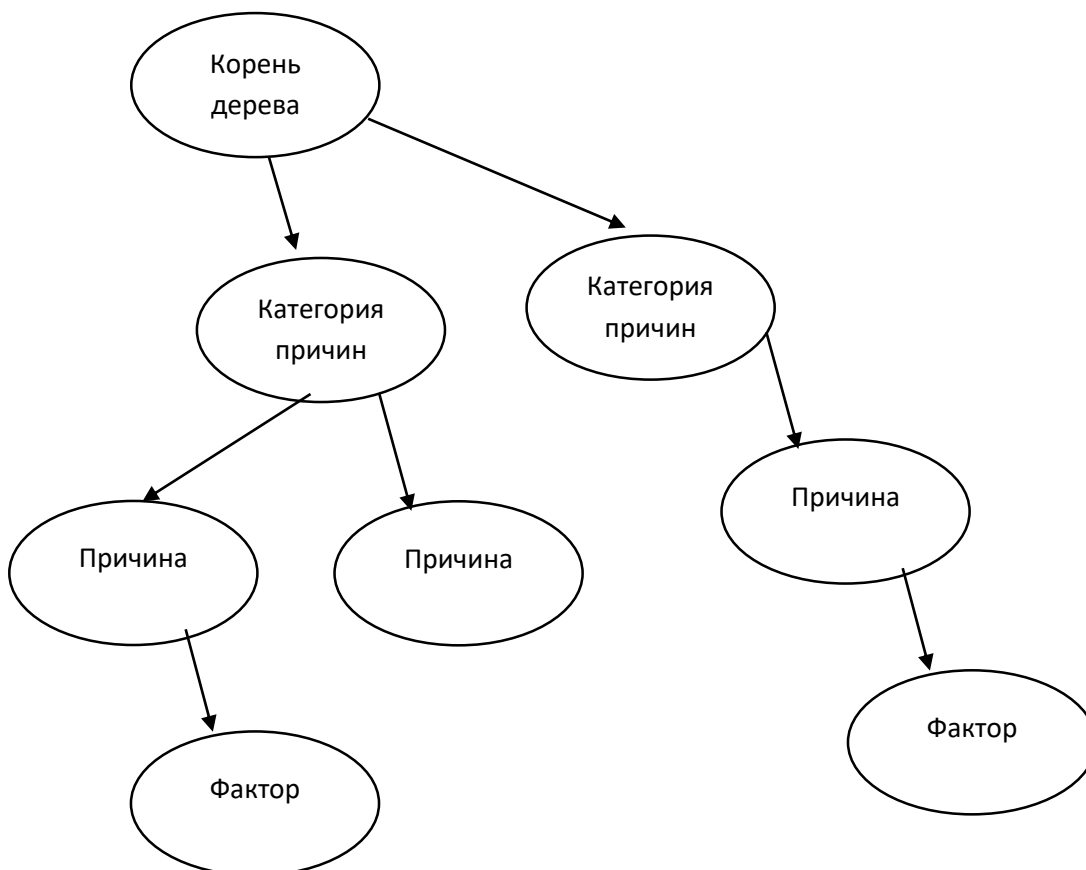 Корень
дерева
Категория
причин
Категория
причин
Причина
Причина
Причина
Фактор
Фактор